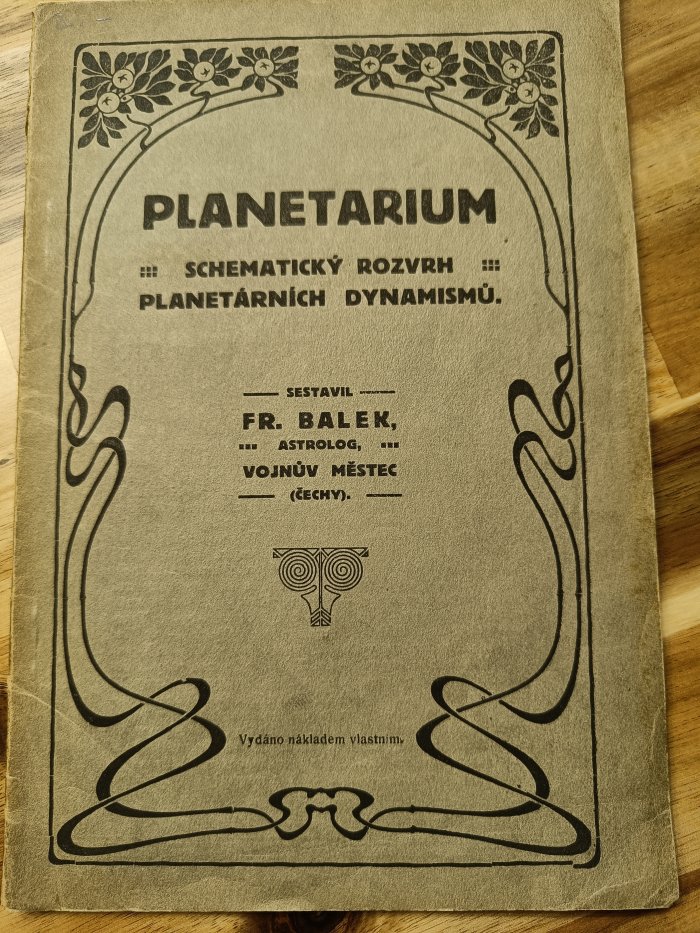 PLANETARIUM
SCHEMATICKÝ ROZVRH
PLANETÁRNÍCH DYNAMISMŮ.
SESTAVIL
FR. BALEK,
ASTROLOG,
VOJNŮV MĚSTEC
(ČECHY).
Vydáno nákladem vlastním.